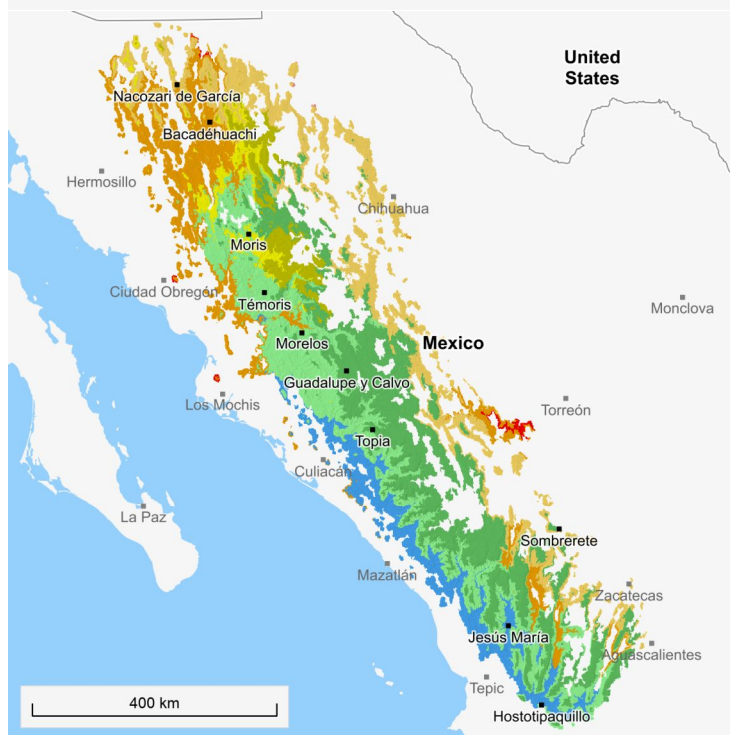 United
States
Nacozari de García
Bacadéhuachi
Hermosillo
Chihuahua
Moris
Ciudad Obregón
Témoris
Monclova
Morelos
Mexico
Guadalupe y Calvo
Los Mochis
Torreón
Topia
Culiacán
La Paz
Sombrerete
Mazatlán
Zacatecas
Jesús María
Aguascalientes
Tepic
400 km
Hostotipaquillo